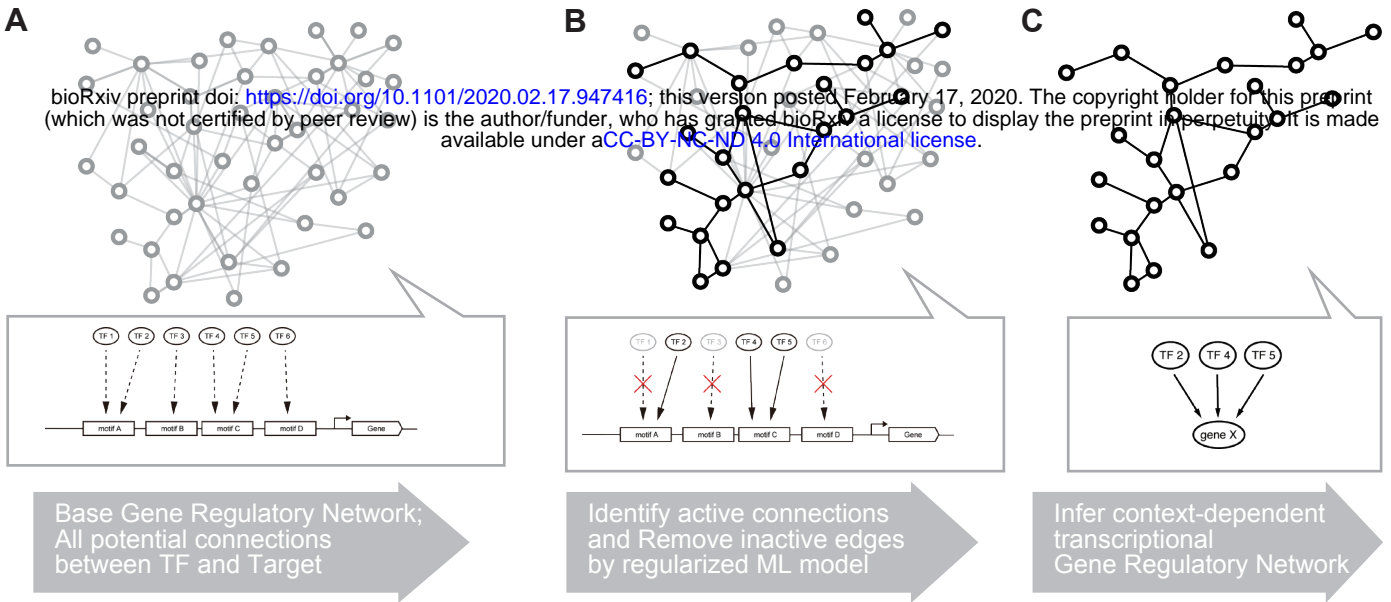 A
B
C
bioRxiv preprint doi: https://doi.org/10.1101/2020.02.17.947416; this version posted February 17, 2020. The copyright holder for this preprint
(which was not certified by peer review) is the author/funder, who has granted bioRxiv a license to display the preprint in perpetuity. It is made
available under aCC-BY-NC-ND 4.0 International license.
TF 1 TF 2 TF 3 TF 4 TF 5 TF 6
motif A motif B motif C motif D Gene
TF 1 TF 2 TF 3 TF 4 TF 5 TF 6
motif A motif B motif C motif D Gene
TF 2 TF 4 TF 5
gene X
Base Gene Regulatory Network;
All potential connections
between TF and Target
Identify active connections
and Remove inactive edges
by regularized ML model
Infer context-dependent
transcriptional
Gene Regulatory Network